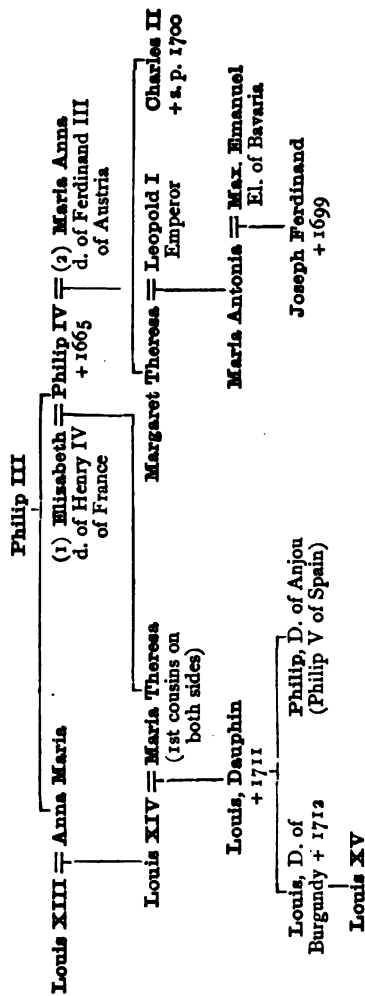 Philip III
Louis XIII = Anna Maria
(1) Elisabeth = Philip IV = (2) Maria Anna
d. of Henry IV
of France
+ 1665
d. of Ferdinand III
of Austria
Louis XIV = Maria Theresa
(1st cousins on
both sides)
Margaret Theresa = Leopold I
Emperor
Charles II
+ s.p. 1700
Louis, Dauphin
+ 1711
Maria Antonia = Max. Emanuel
El. of Bavaria
Louis, D. of
Burgundy + 1712
Philip, D. of Anjou
(Philip V of Spain)
Joseph Ferdinand
+ 1699
Louis XV